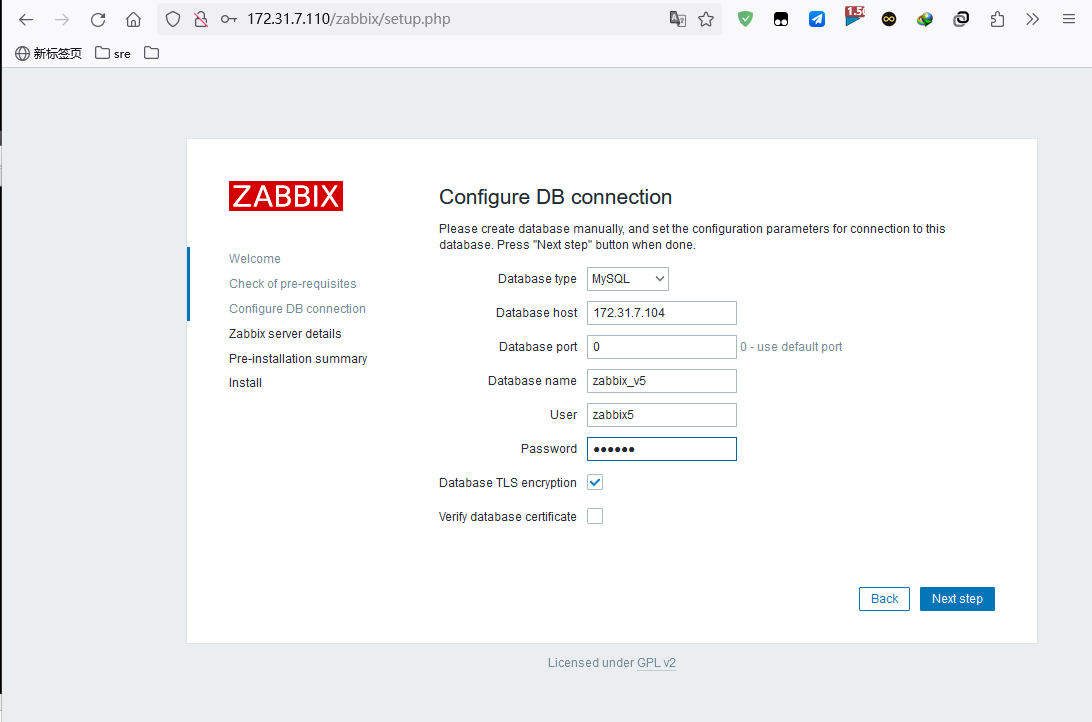 172.31.7.110/zabbix/setup.php
1.50
新标签页
sre
ZABBIX
Welcome
Check of pre-requisites
Configure DB connection
Zabbix server details
Pre-installation summary
Install
Configure DB connection
Please create database manually, and set the configuration parameters for connection to this
database. Press "Next step" button when done.
Database type MySQL
Database host 172.31.7.104
Database port 0 0 - use default port
Database name zabbix_v5
User zabbix5
Password ••••••
Database TLS encryption
Verify database certificate
Back Next step
Licensed under GPL v2